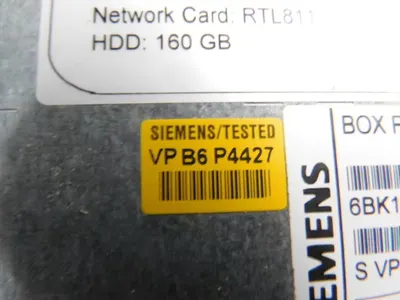 Network Card: RTL811
HDD: 160 GB
SIEMENS/TESTED
VP B6 P4427
SIEMENS
BOX
6BK1
S VP